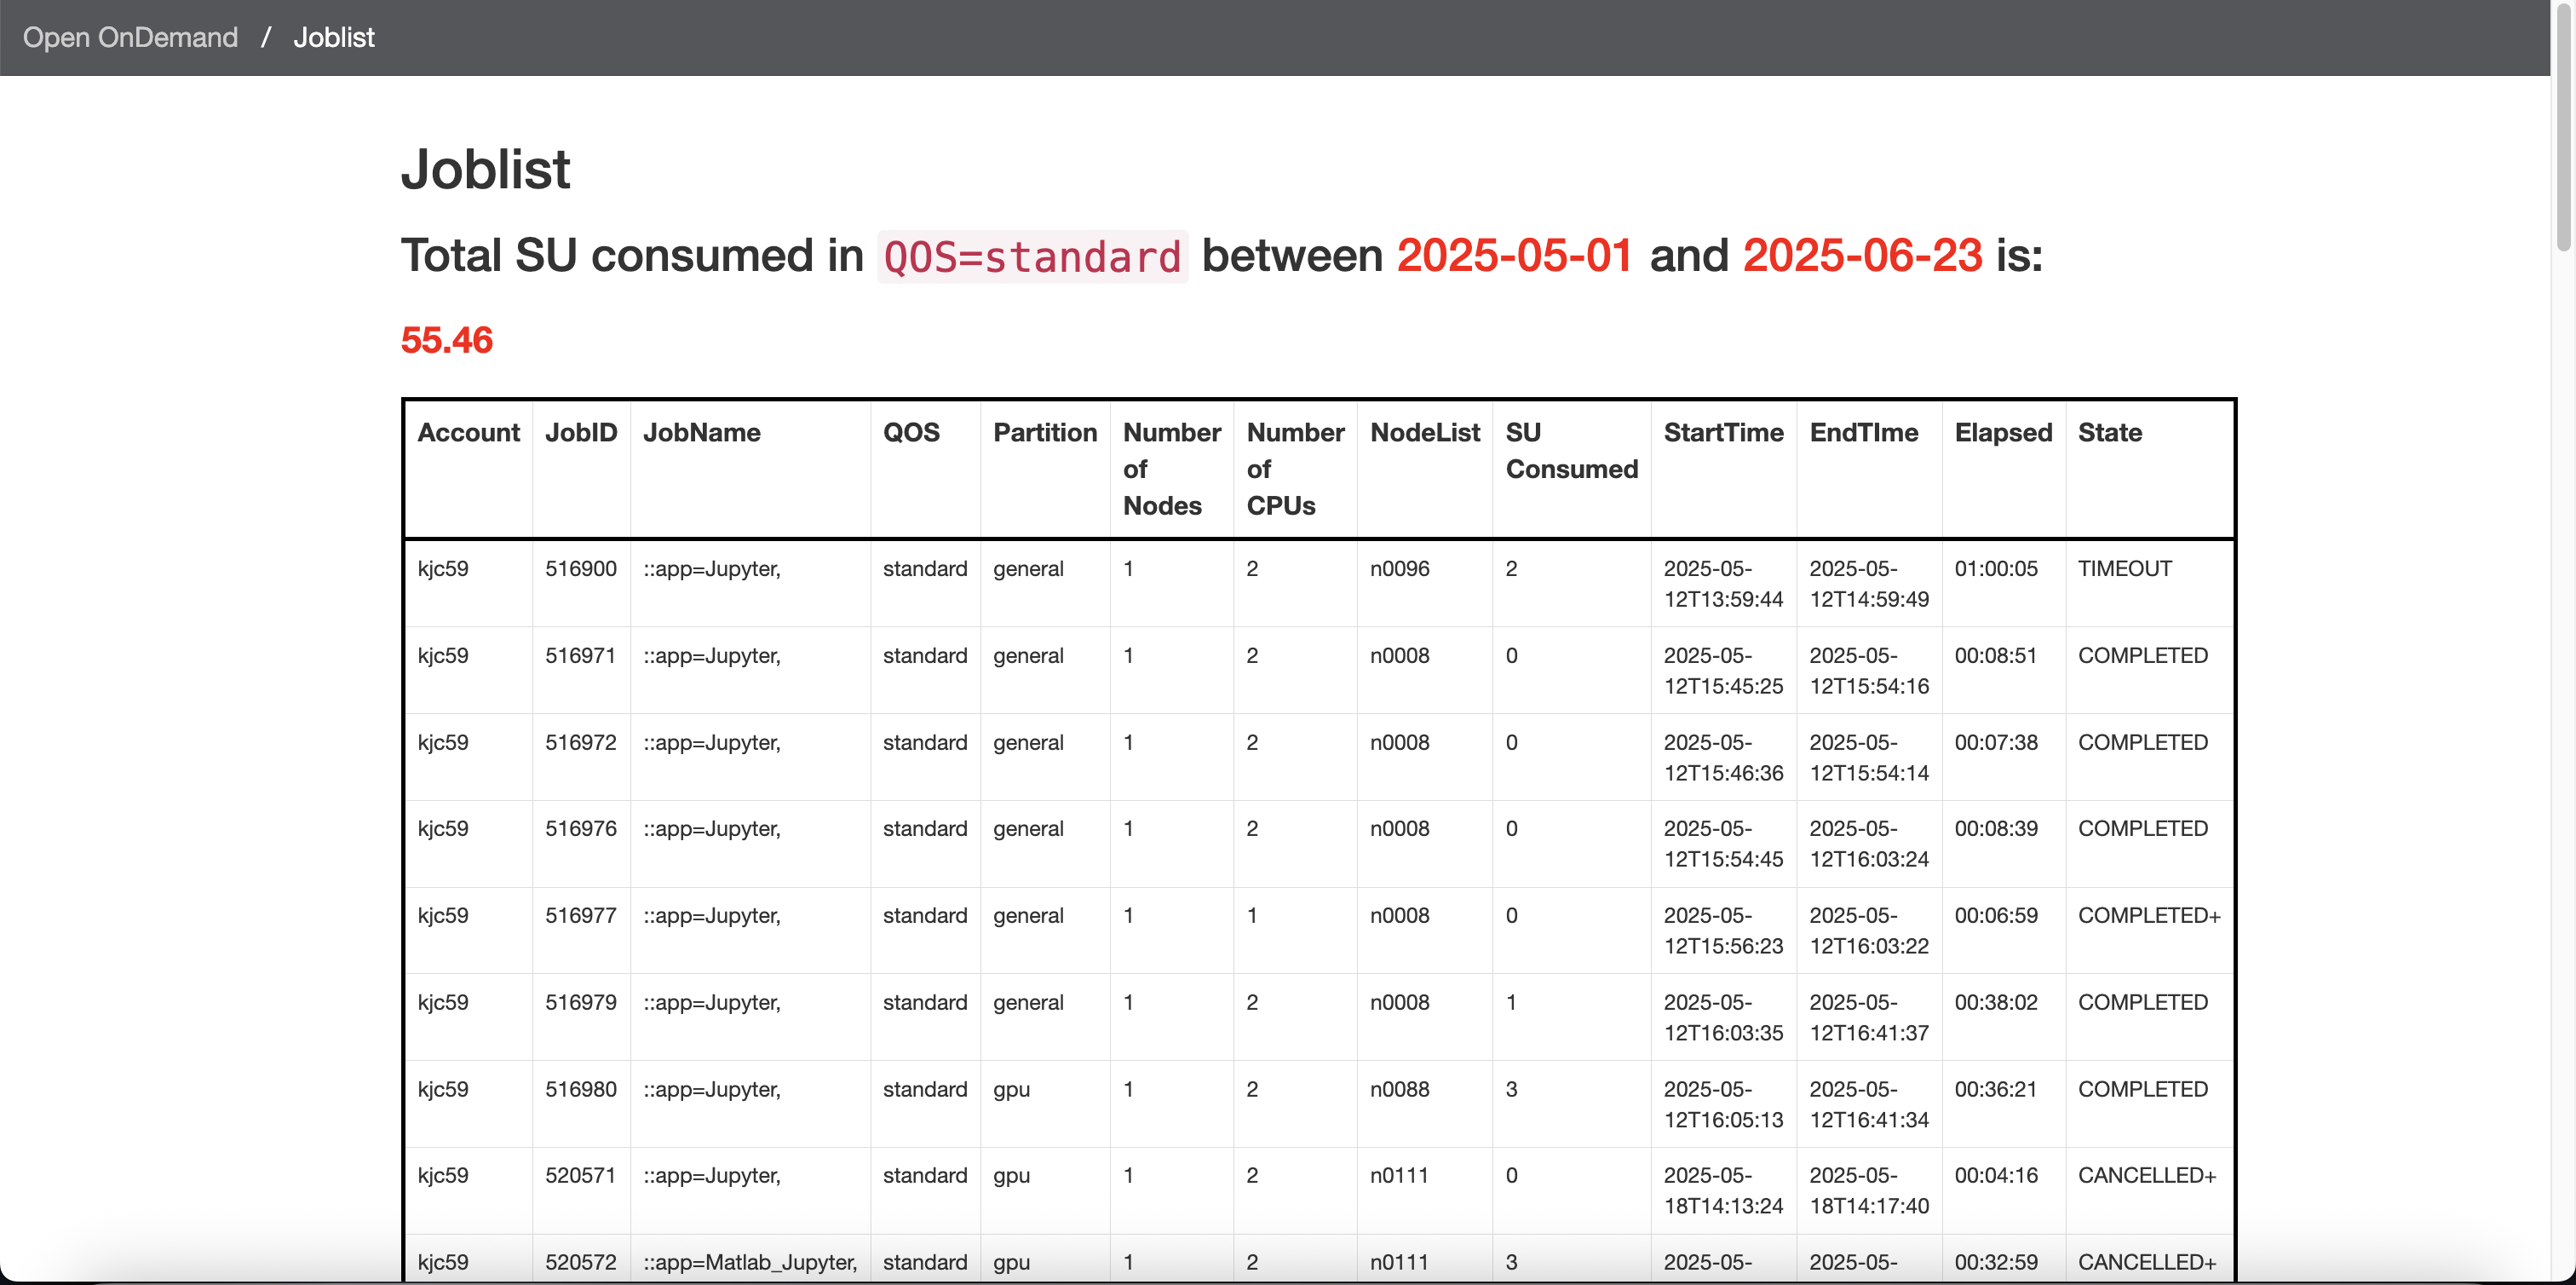 Open OnDemand / Joblist
Joblist
Total SU consumed in QOS=standard between 2025-05-01 and 2025-06-23 is:
55.46
Account JobID JobName QOS Partition Number of Nodes Number of CPUs NodeList SU Consumed StartTime EndTIme Elapsed State
kjc59 516900 ::app=Jupyter, standard general 1 2 n0096 2 2025-05-12T13:59:44 2025-05-12T14:59:49 01:00:05 TIMEOUT
kjc59 516971 ::app=Jupyter, standard general 1 2 n0008 0 2025-05-12T15:45:25 2025-05-12T15:54:16 00:08:51 COMPLETED
kjc59 516972 ::app=Jupyter, standard general 1 2 n0008 0 2025-05-12T15:46:36 2025-05-12T15:54:14 00:07:38 COMPLETED
kjc59 516976 ::app=Jupyter, standard general 1 2 n0008 0 2025-05-12T15:54:45 2025-05-12T16:03:24 00:08:39 COMPLETED
kjc59 516977 ::app=Jupyter, standard general 1 1 n0008 0 2025-05-12T15:56:23 2025-05-12T16:03:22 00:06:59 COMPLETED+
kjc59 516979 ::app=Jupyter, standard general 1 2 n0008 1 2025-05-12T16:03:35 2025-05-12T16:41:37 00:38:02 COMPLETED
kjc59 516980 ::app=Jupyter, standard gpu 1 2 n0088 3 2025-05-12T16:05:13 2025-05-12T16:41:34 00:36:21 COMPLETED
kjc59 520571 ::app=Jupyter, standard gpu 1 2 n0111 0 2025-05-18T14:13:24 2025-05-18T14:17:40 00:04:16 CANCELLED+
kjc59 520572 ::app=Matlab_Jupyter, standard gpu 1 2 n0111 3 2025-05- 2025-05- 00:32:59 CANCELLED+